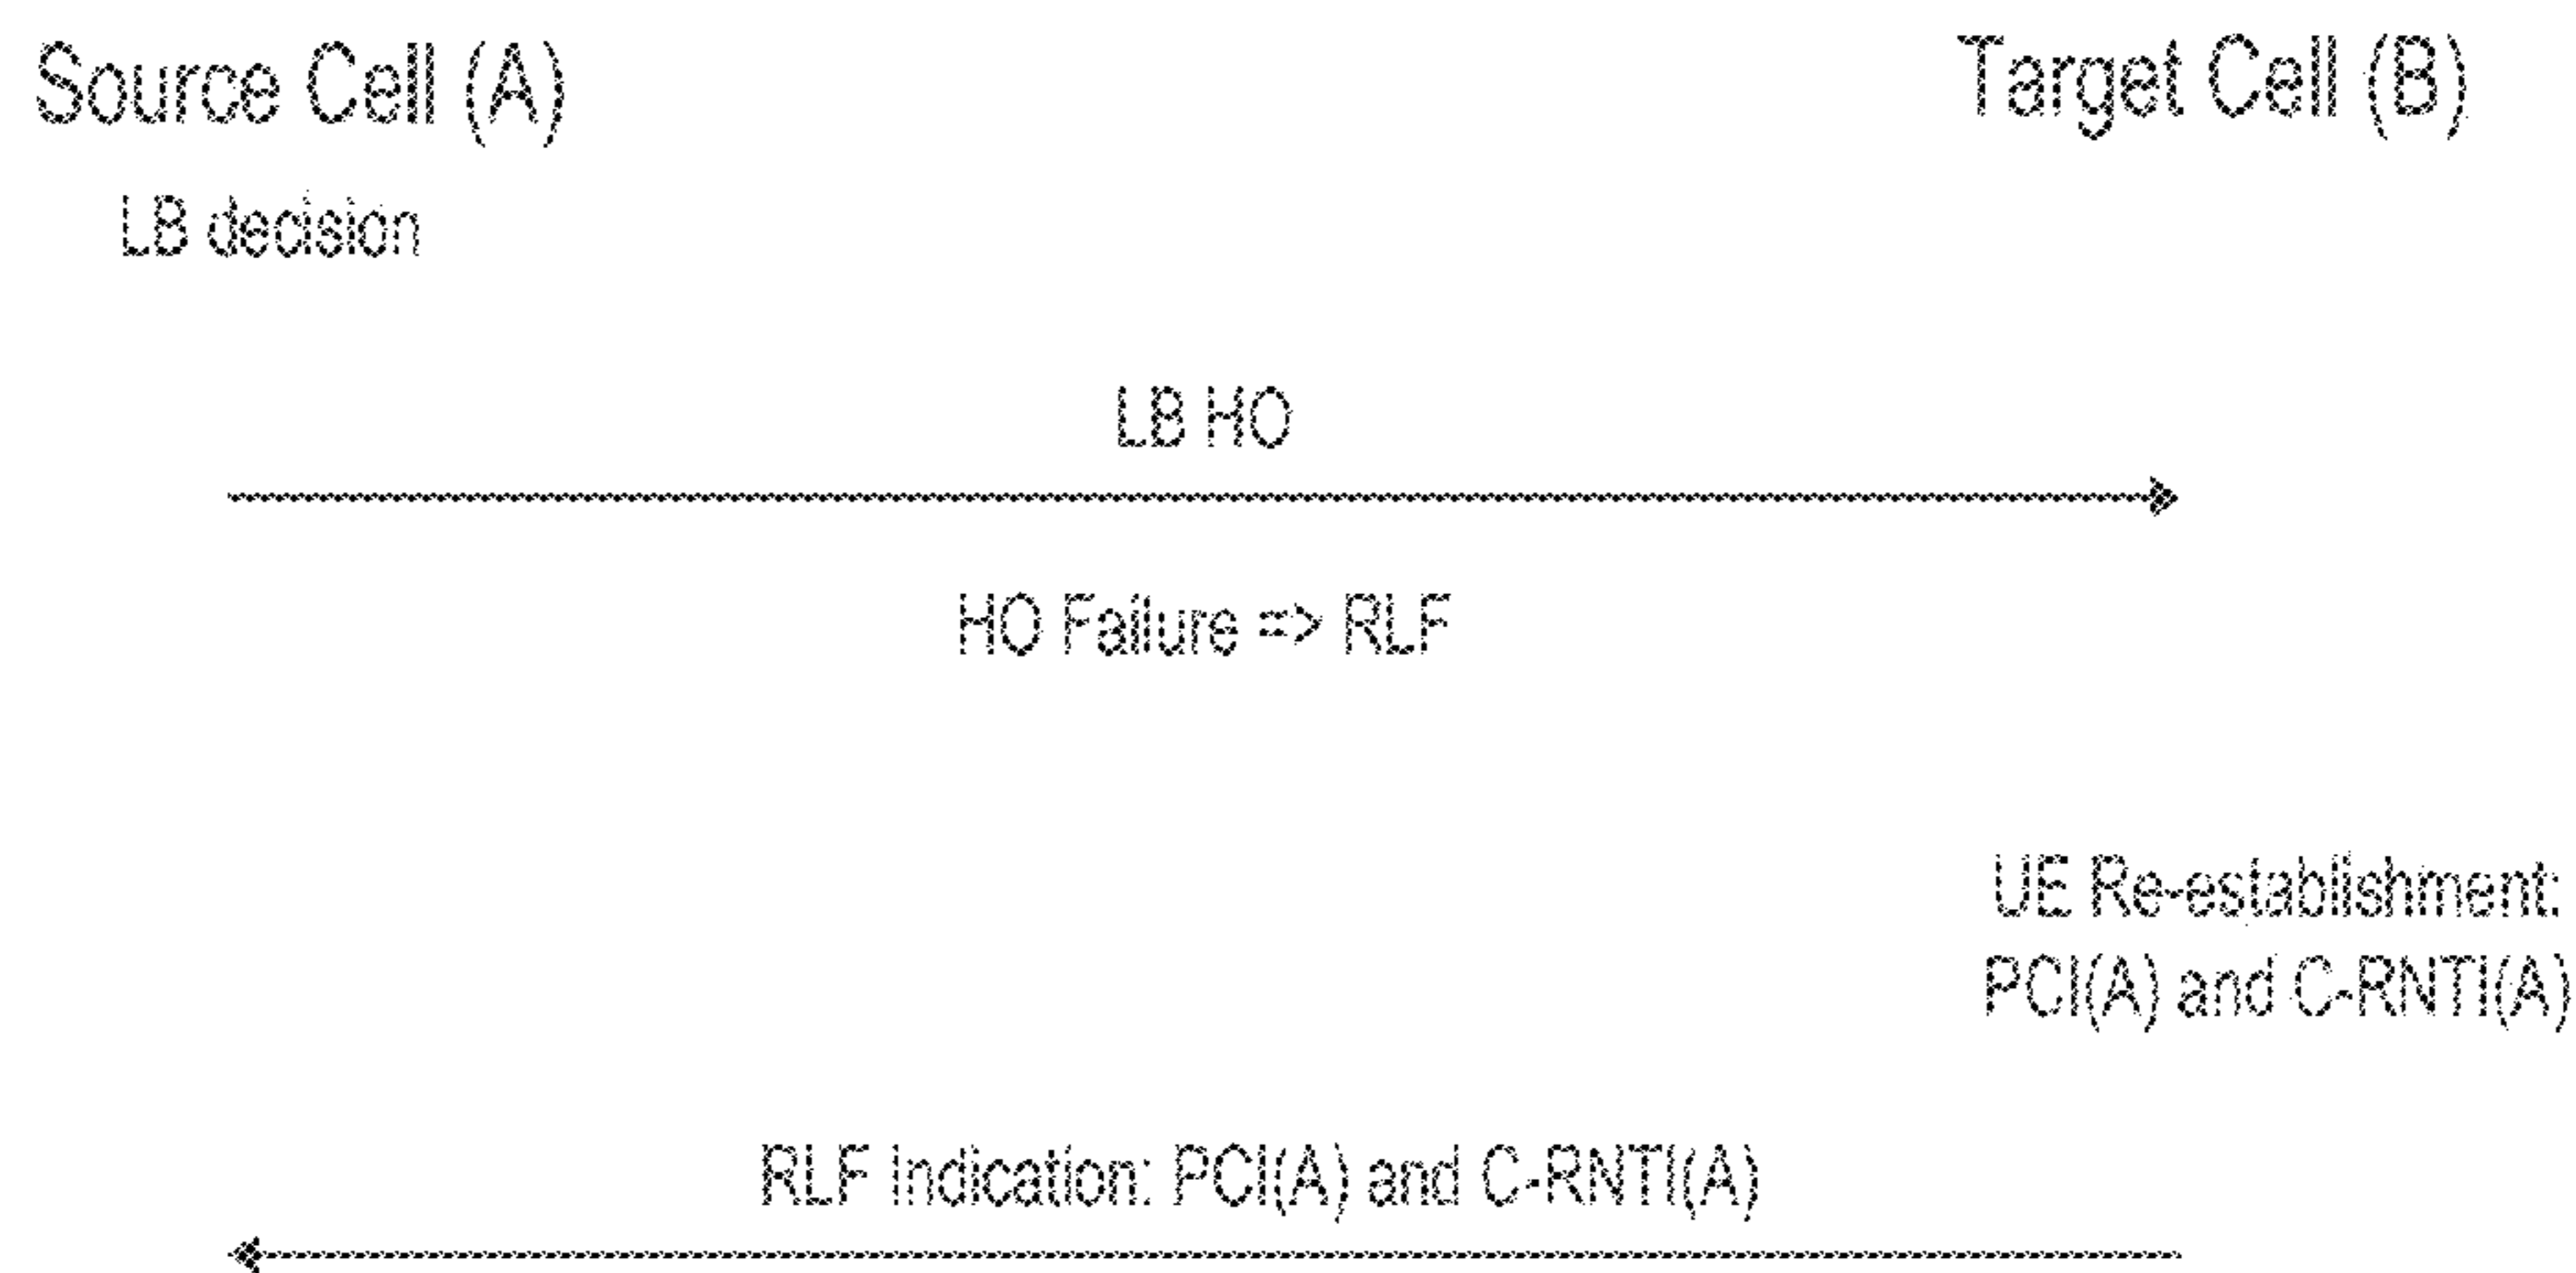 Source Cell (A)
Target Cell (B)
LB decision
LB HO
HO Failure => RLF
UE Re-establishment:
PCI(A) and C-RNTI(A)
RLF Indication: PCI(A) and C-RNTI(A)